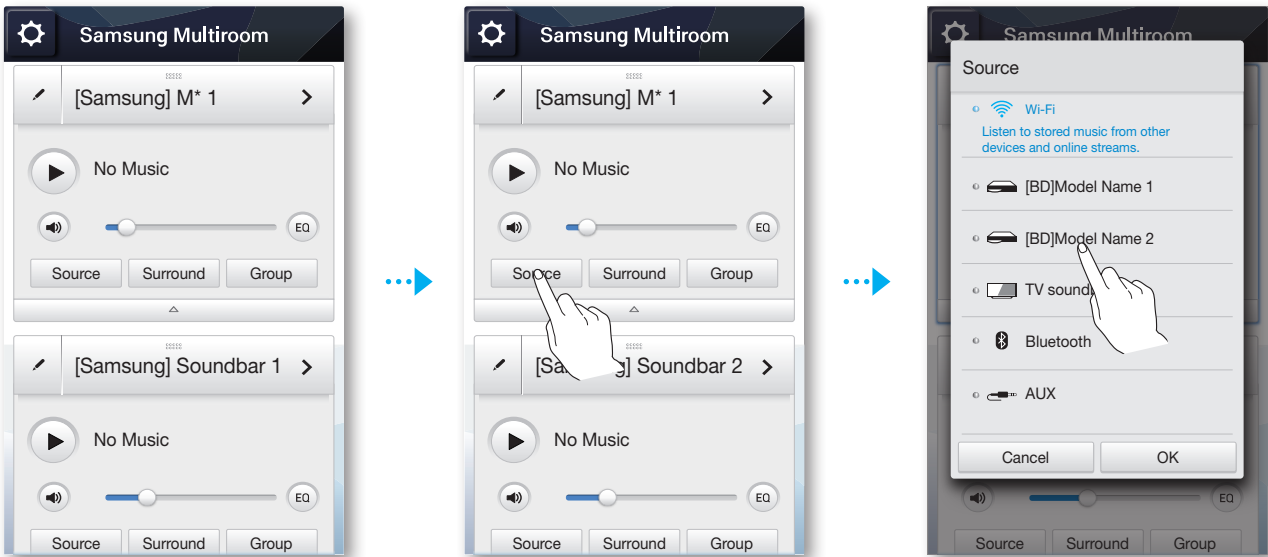 Samsung Multiroom
[Samsung] M* 1
No Music
EQ
Source Surround Group
[Samsung] Soundbar 1
No Music
EQ
Source Surround Group
Samsung Multiroom
[Samsung] M* 1
No Music
EQ
Source Surround Group
[Samsung] Soundbar 2
No Music
EQ
Source Surround Group
Samsung Multiroom
Source
Wi-Fi
Listen to stored music from other
devices and online streams.
[BD]Model Name 1
[BD]Model Name 2
TV sound
Bluetooth
AUX
Cancel OK
EQ
Source Surround Group